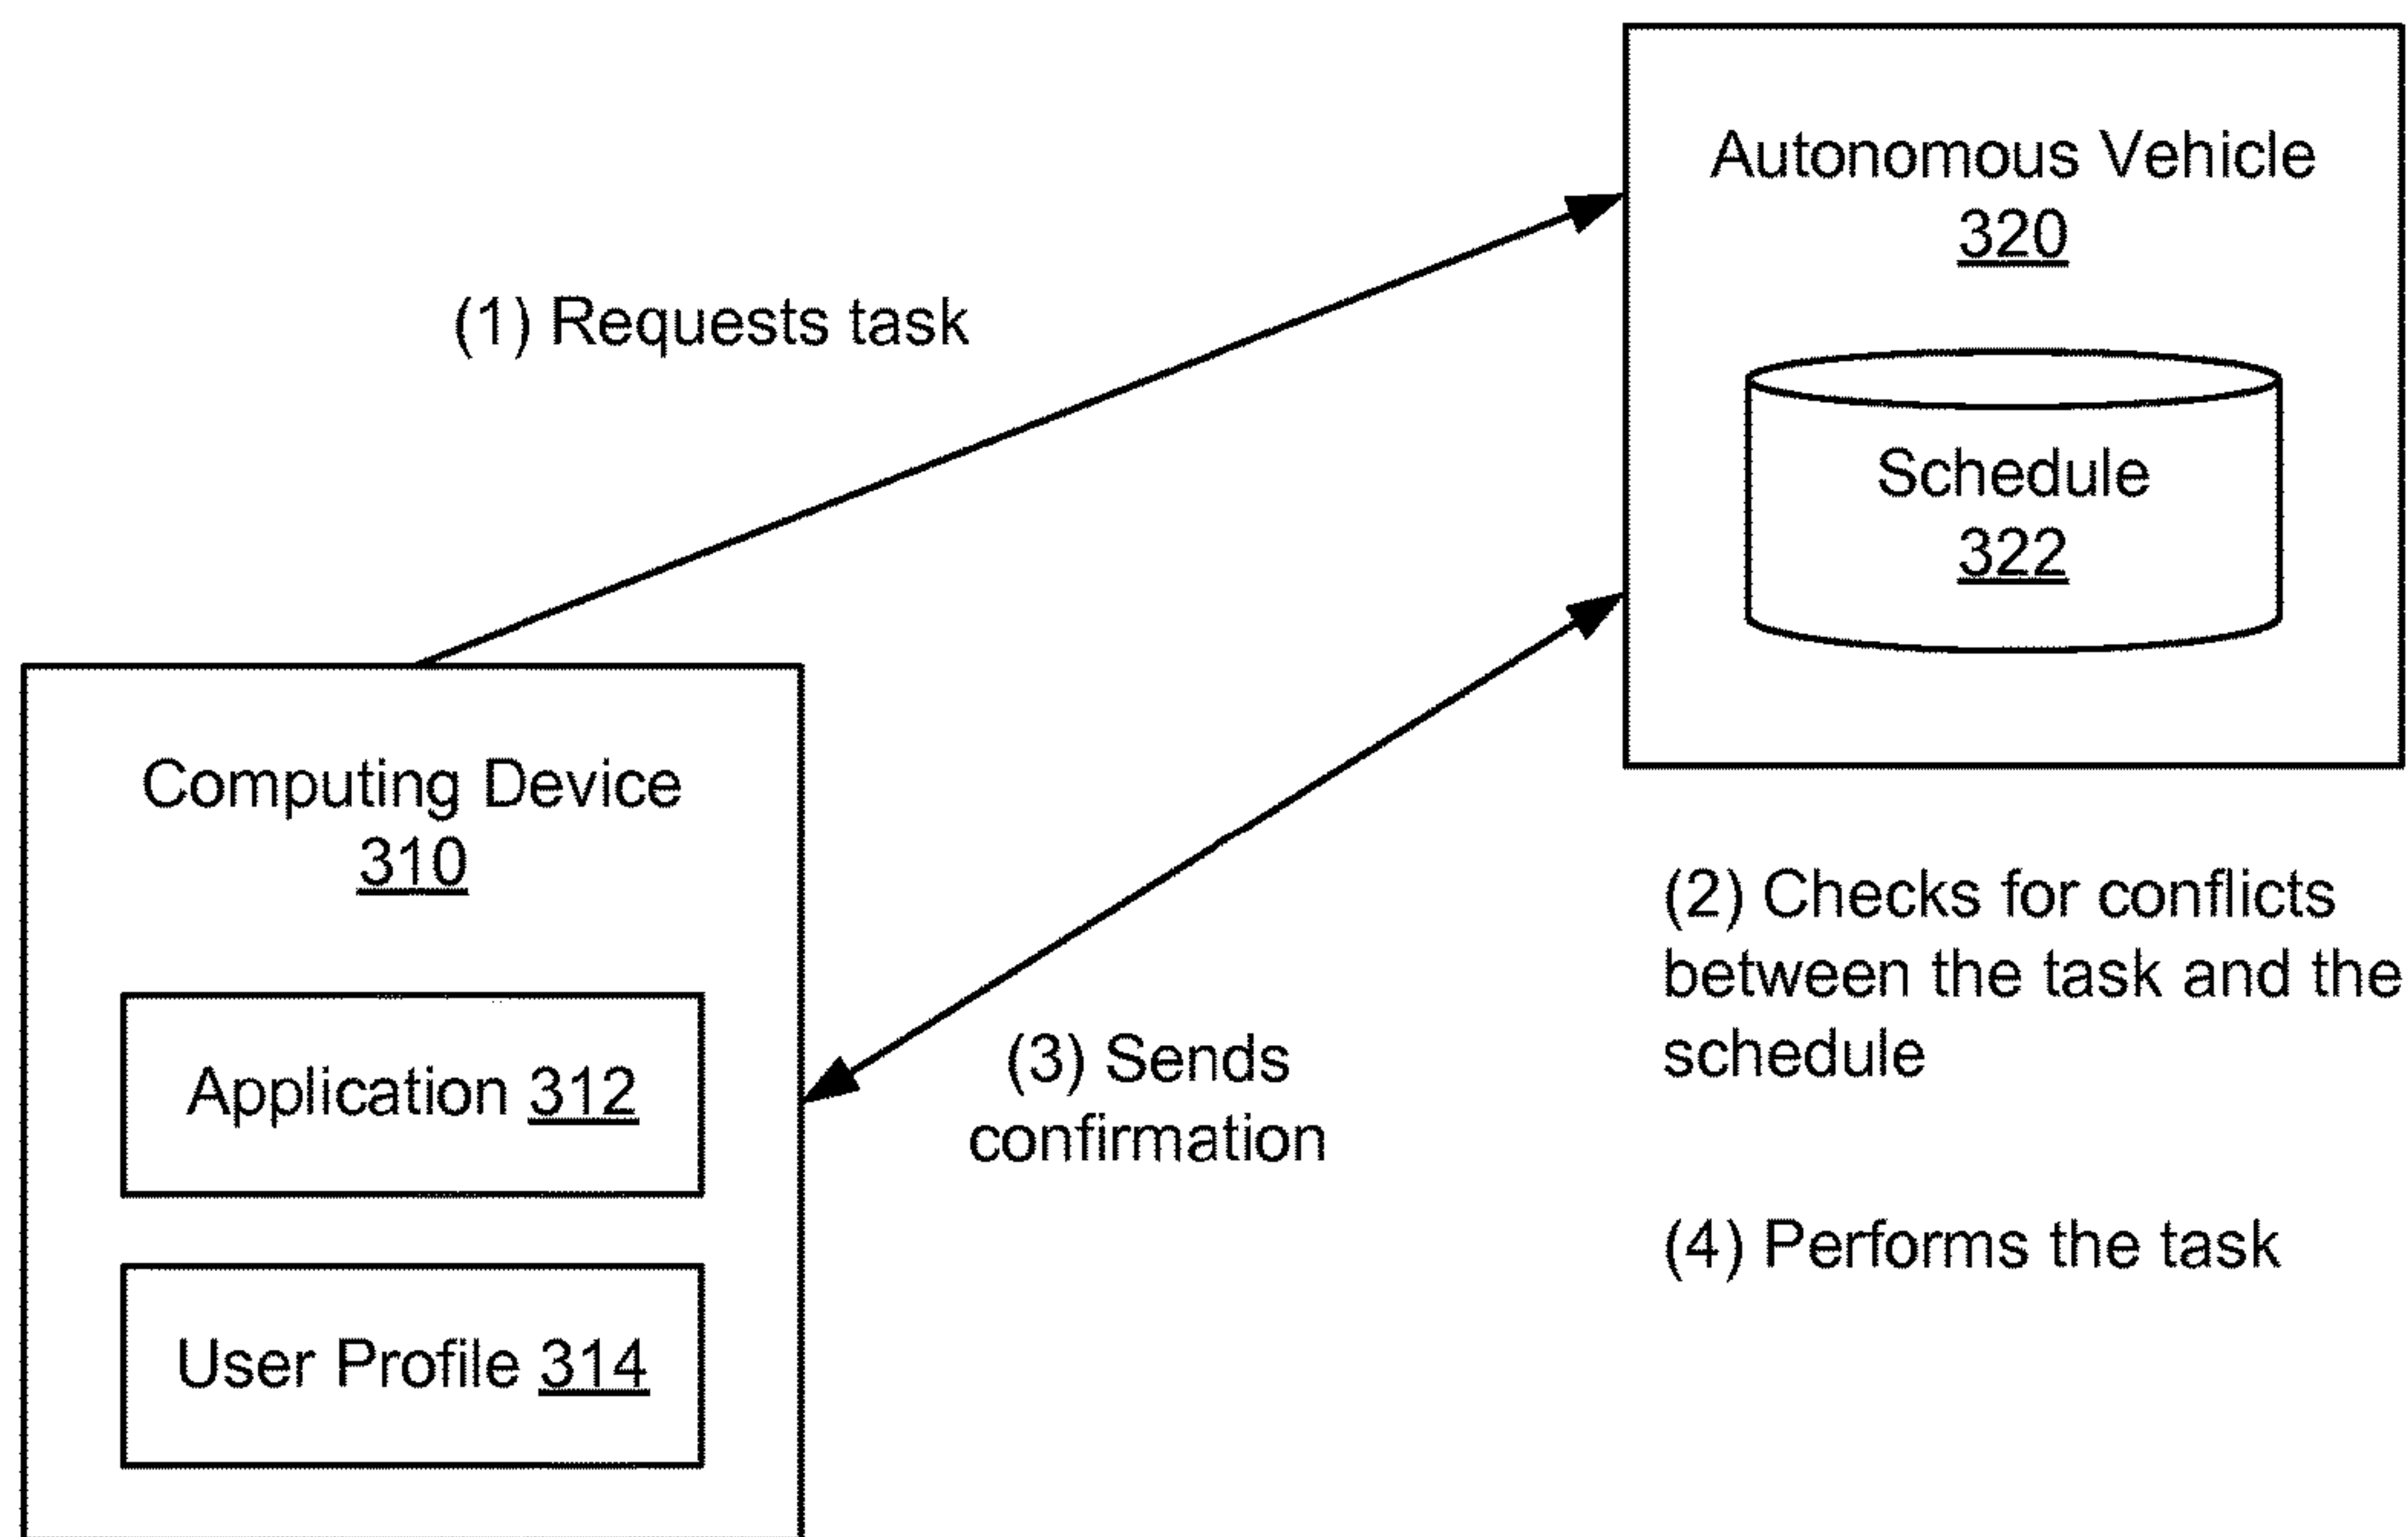 Autonomous Vehicle
320
(1) Requests task
Schedule
322
Computing Device
310
(2) Checks for conflicts
between the task and the
schedule
(3) Sends
confirmation
Application 312
(4) Performs the task
User Profile 314